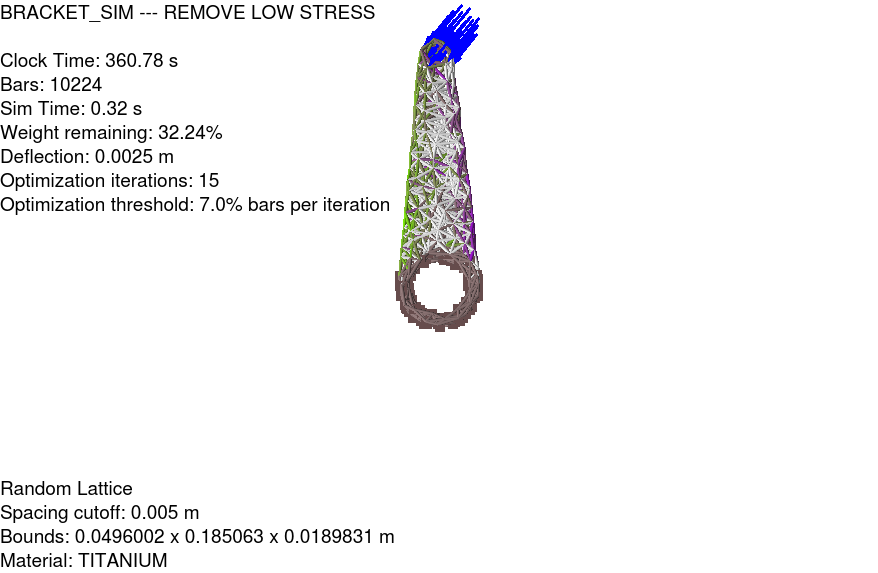 BRACKET_SIM --- REMOVE LOW STRESS
Clock Time: 360.78 s
Bars: 10224
Sim Time: 0.32 s
Weight remaining: 32.24%
Deflection: 0.0025 m
Optimization iterations: 15
Optimization threshold: 7.0% bars per iteration
Random Lattice
Spacing cutoff: 0.005 m
Bounds: 0.0496002 x 0.185063 x 0.0189831 m
Material: TITANIUM